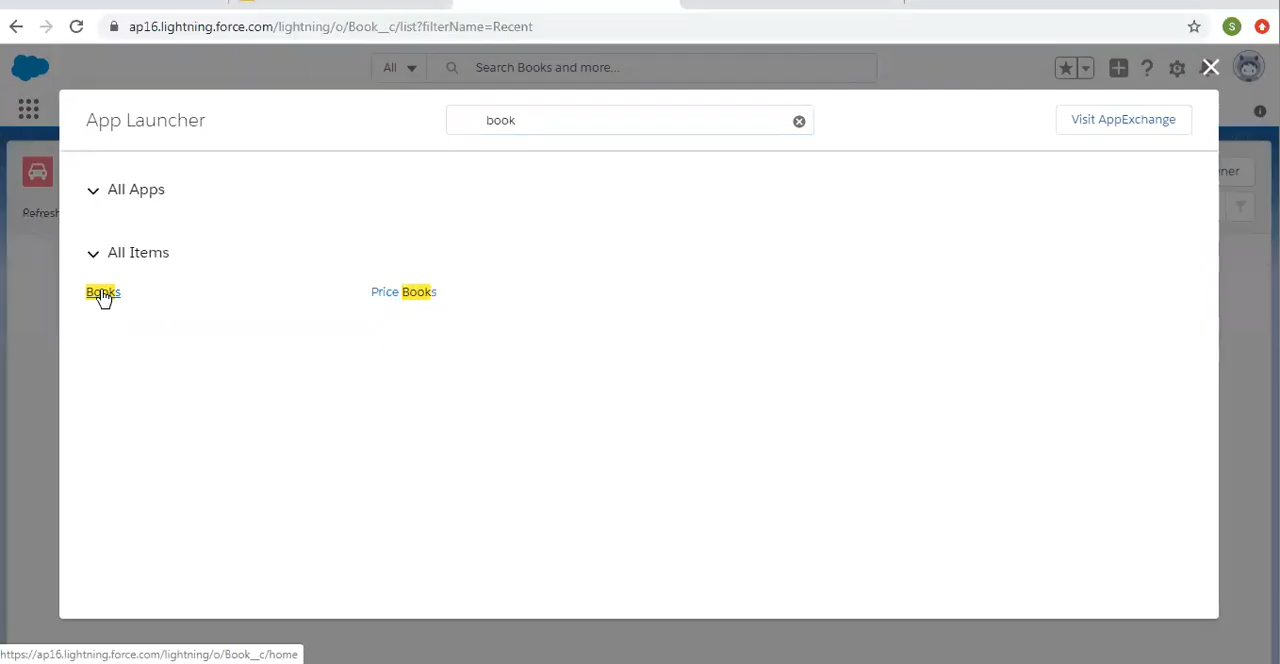 ap16.lightning.force.com/lightning/o/Book__c/list?filterName=Recent
S
All
Search Books and more...
App Launcher
book
Visit AppExchange
All Apps
Refresh
All Items
Books
Price Books
https://ap16.lightning.force.com/lightning/o/Book__c/home